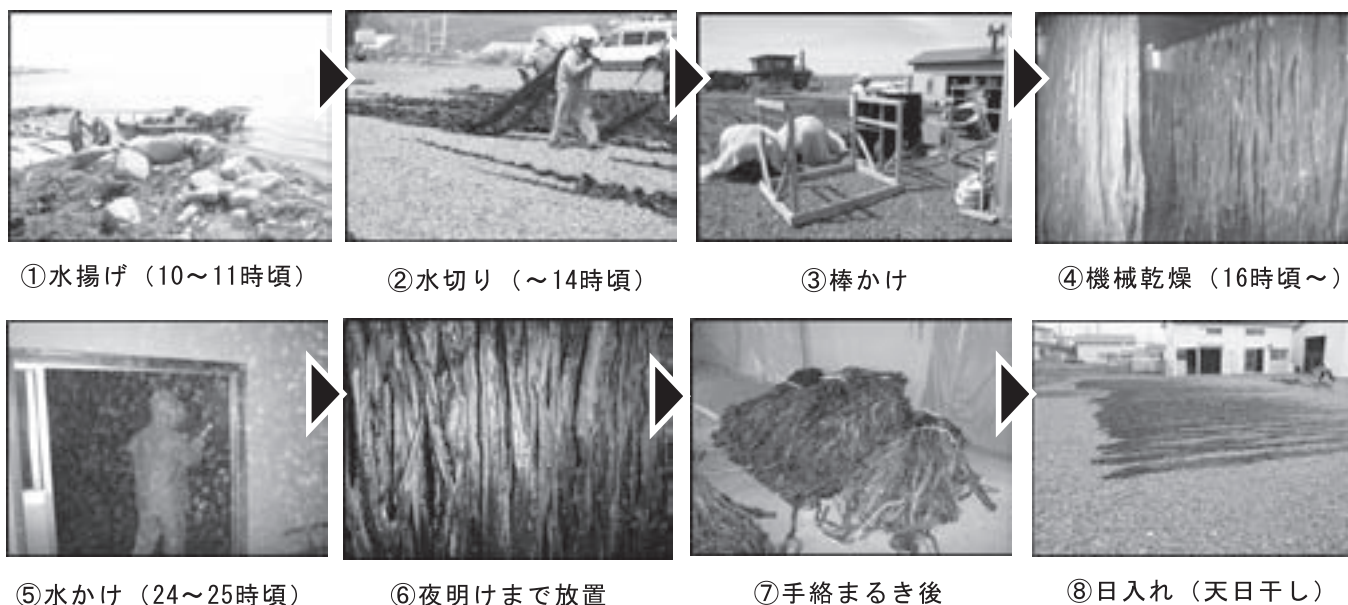 ①水揚げ（10～11時頃）
②水切り（～14時頃）
③棒かけ
④機械乾燥（16時頃～）
⑤水かけ（24～25時頃）
⑥夜明けまで放置
⑦手絡まるき後
⑧日入れ（天日干し）